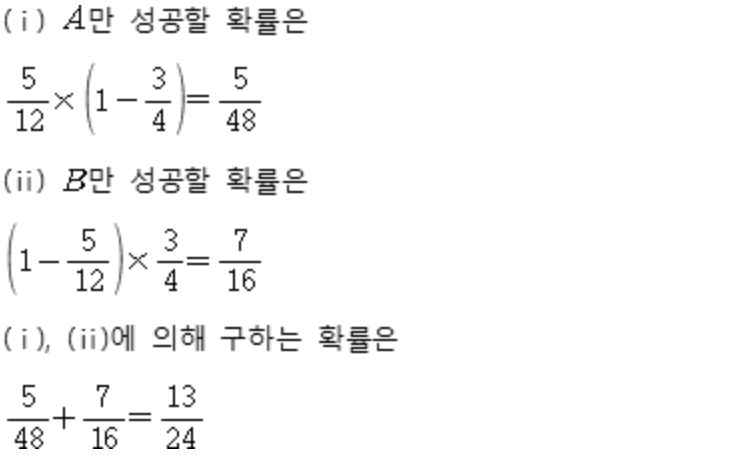 (i) A만 성공할 확률은
5/12 × (1 - 3/4) = 5/48
(ii) B만 성공할 확률은
(1 - 5/12) × 3/4 = 7/16
(i), (ii)에 의해 구하는 확률은
5/48 + 7/16 = 13/24